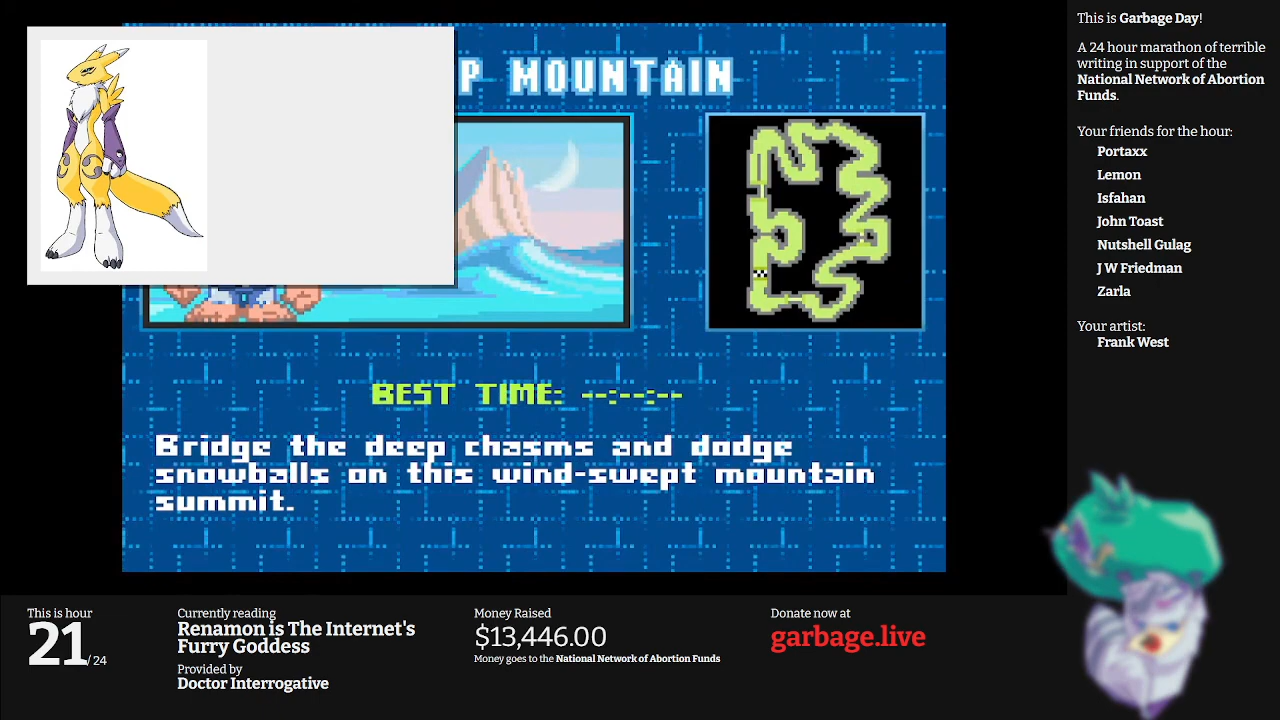 P MOUNTAIN
BEST TIME: --:--:--
Bridge the deep chasms and dodge
snowballs on this wind-swept mountain
summit.
This is Garbage Day!
A 24 hour marathon of terrible
writing in support of the
National Network of Abortion
Funds.
Your reads for the hour:
Portaxx
Lemon
Isfahan
John Toast
Nutshell Gulag
J W Friedman
Zarla
Your artist:
Frank West
This is hour
21/24
Currently reading
Renamon is The Internet's
Furry Goddess
Provided by
Doctor Interrogative
Money Raised
$13,446.00
Money goes to the National Network of Abortion Funds
Donate now at
garbage.live